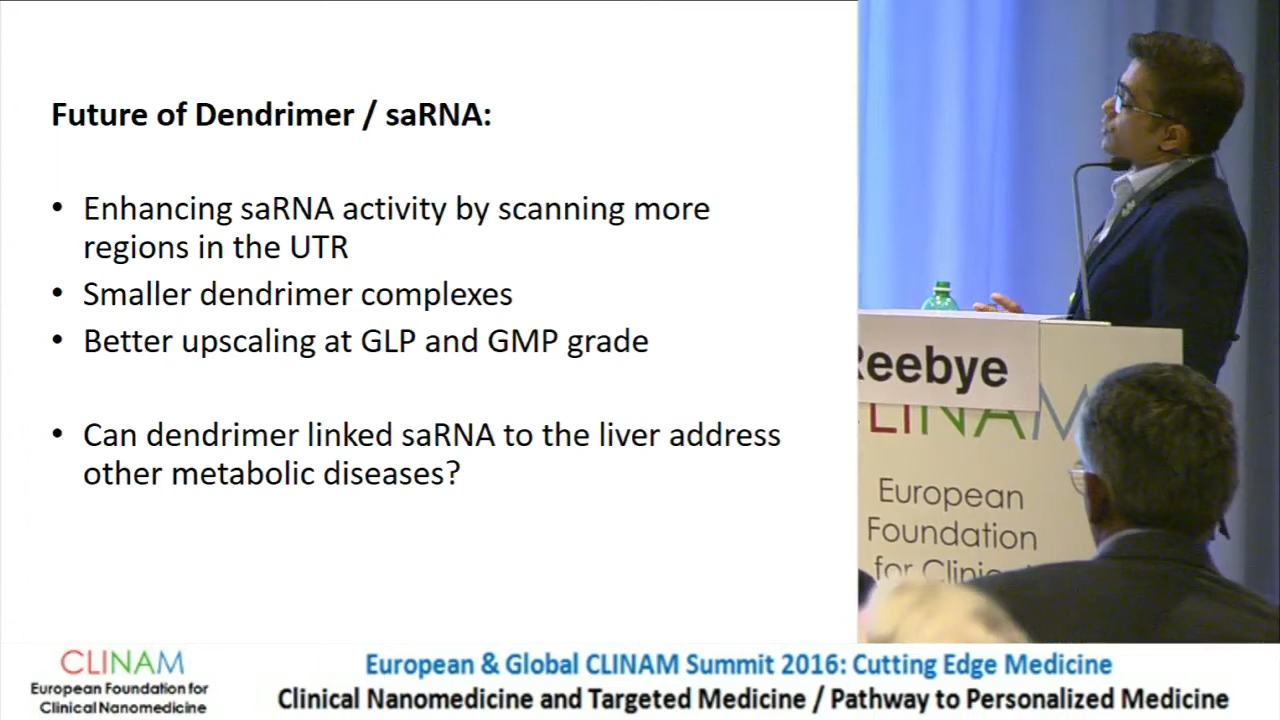 Future of Dendrimer / saRNA:
• Enhancing saRNA activity by scanning more
regions in the UTR
• Smaller dendrimer complexes
• Better upscaling at GLP and GMP grade
• Can dendrimer linked saRNA to the liver address
other metabolic diseases?
Reebye
CLINAM
European
Foundation
for
CLINAM
European Foundation for
Clinical Nanomedicine
European & Global CLINAM Summit 2016: Cutting Edge Medicine
Clinical Nanomedicine and Targeted Medicine / Pathway to Personalized Medicine